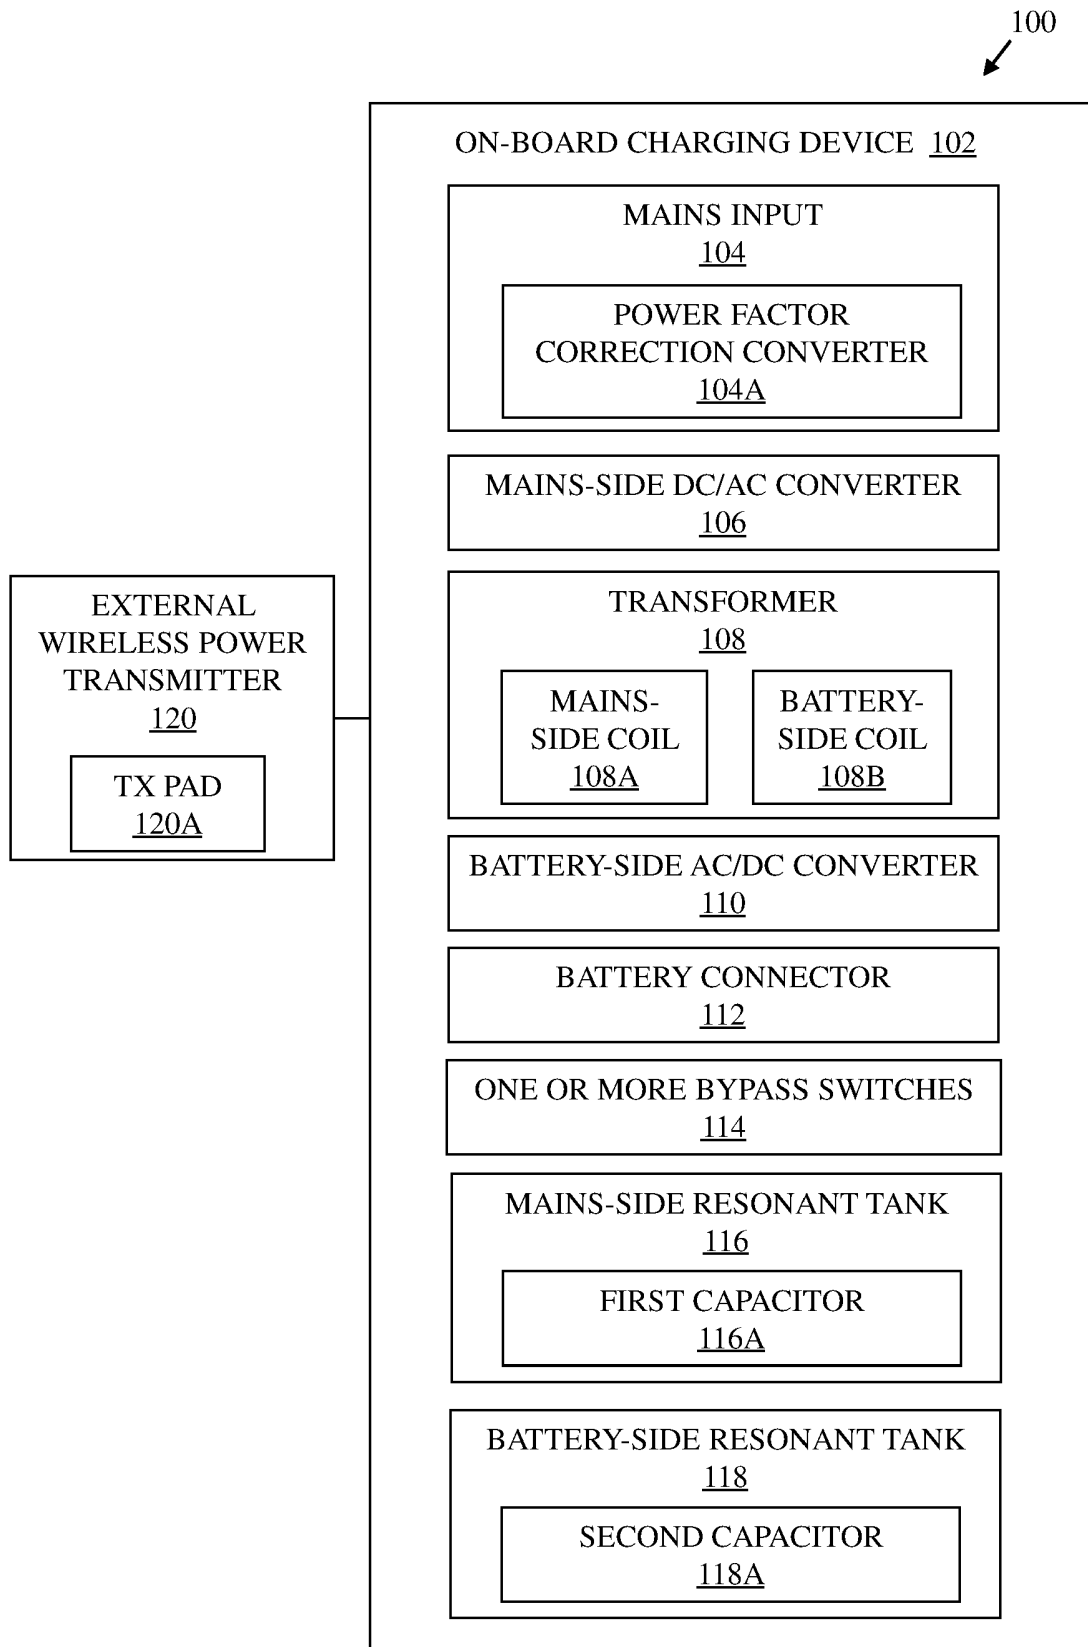 100
ON-BOARD CHARGING DEVICE 102
MAINS INPUT
104
POWER FACTOR
CORRECTION CONVERTER
104A
MAINS-SIDE DC/AC CONVERTER
106
TRANSFORMER
108
MAINS-
SIDE COIL
108A
BATTERY-
SIDE COIL
108B
BATTERY-SIDE AC/DC CONVERTER
110
BATTERY CONNECTOR
112
ONE OR MORE BYPASS SWITCHES
114
MAINS-SIDE RESONANT TANK
116
FIRST CAPACITOR
116A
BATTERY-SIDE RESONANT TANK
118
SECOND CAPACITOR
118A
EXTERNAL
WIRELESS POWER
TRANSMITTER
120
TX PAD
120A